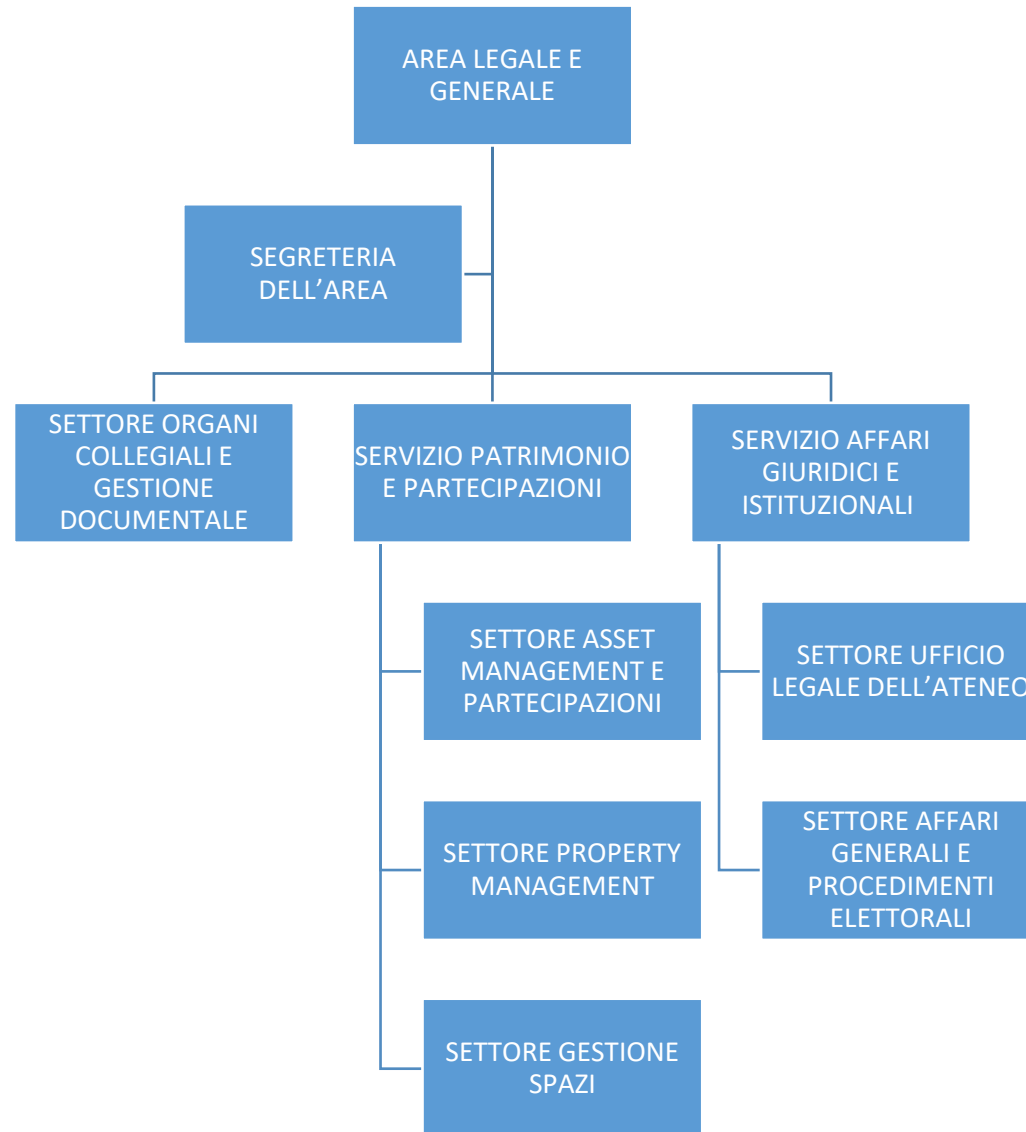 AREA LEGALE E
GENERALE
SEGRETERIA
DELL’AREA
SETTORE ORGANI
COLLEGIALI E
GESTIONE
DOCUMENTALE
SERVIZIO PATRIMONIO
E PARTECIPAZIONI
SERVIZIO AFFARI
GIURIDICI E
ISTITUZIONALI
SETTORE ASSET
MANAGEMENT E
PARTECIPAZIONI
SETTORE UFFICIO
LEGALE DELL’ATENEO
SETTORE PROPERTY
MANAGEMENT
SETTORE AFFARI
GENERALI E
PROCEDIMENTI
ELETTORALI
SETTORE GESTIONE
SPAZI